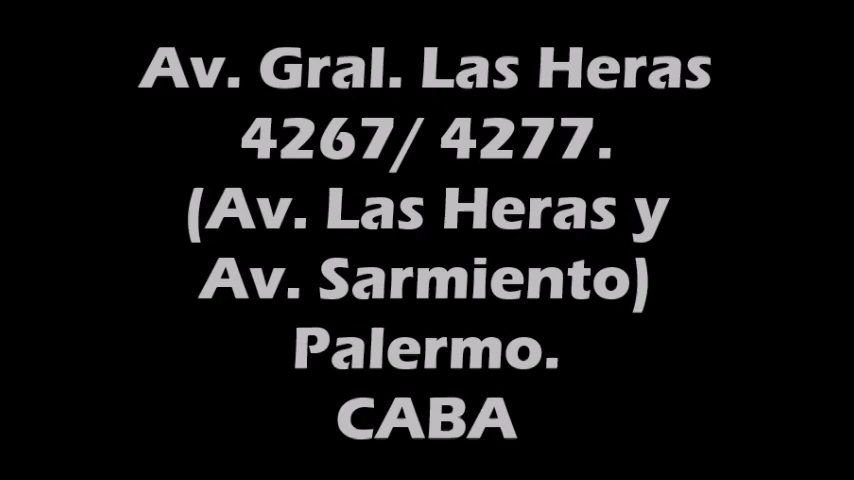 Av. Gral. Las Heras
4267/ 4277.
(Av. Las Heras y
Av. Sarmiento)
Palermo.
CABA